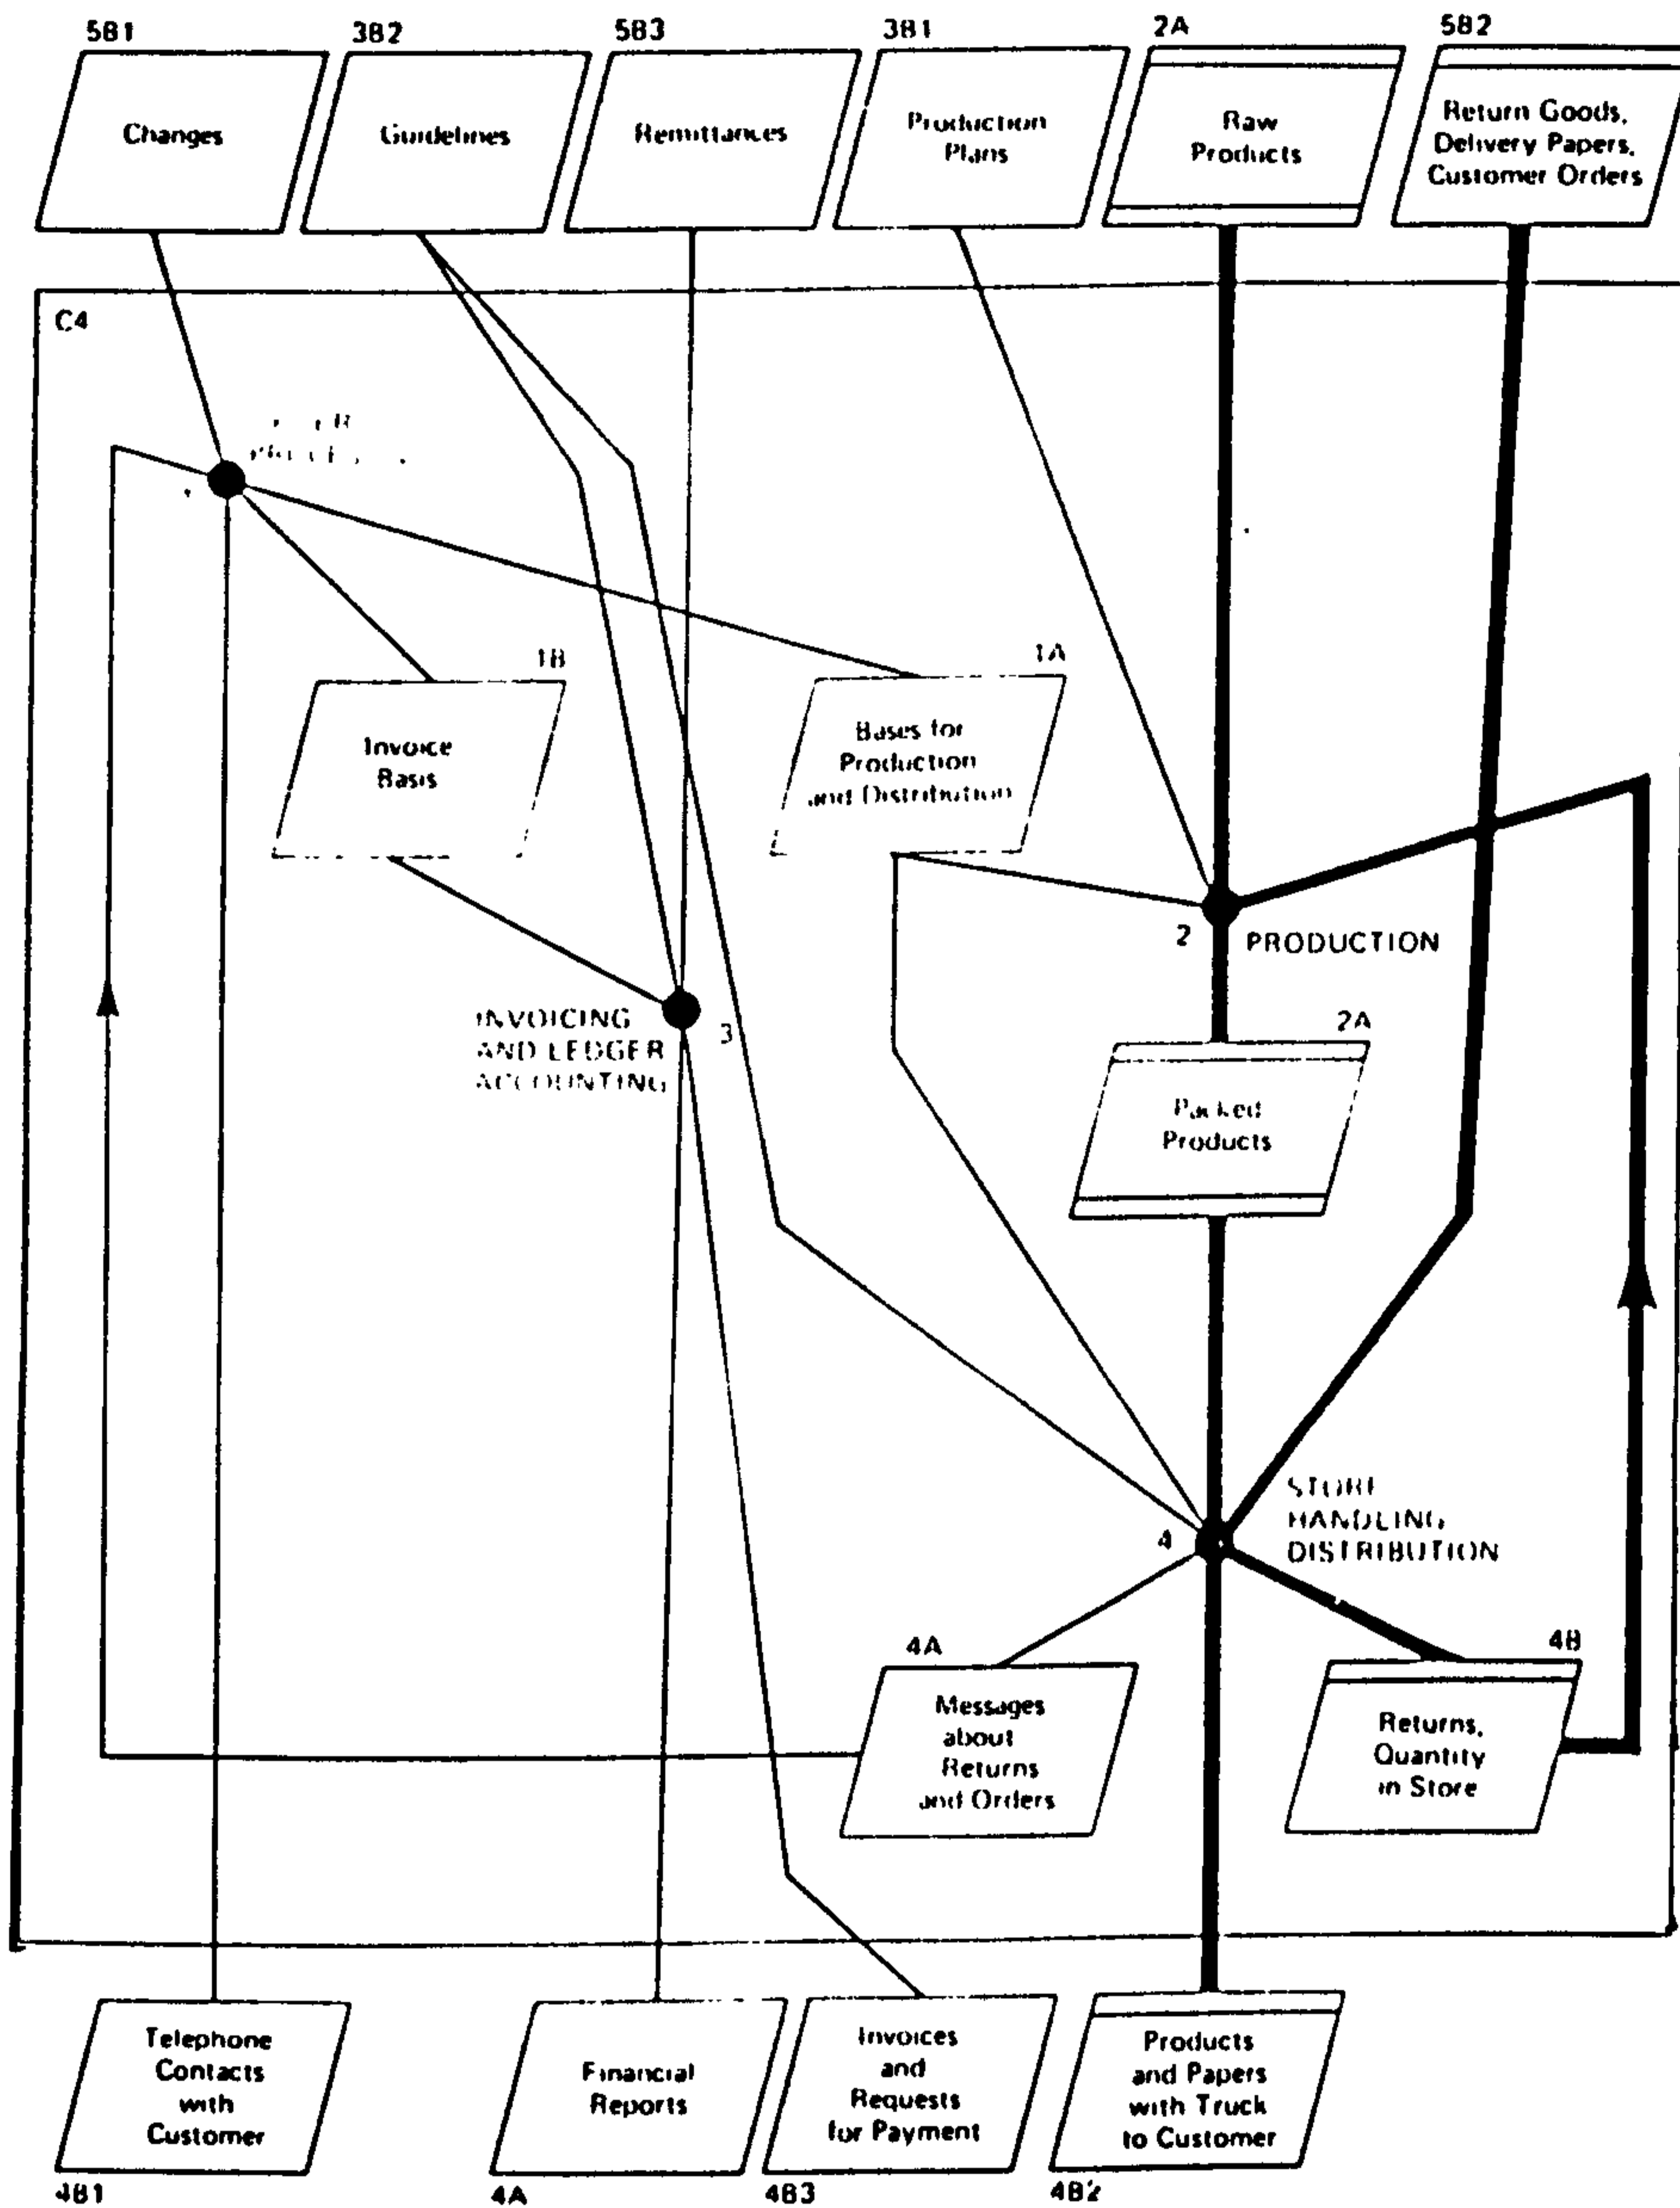 5B1
3B2
5B3
3B1
2A
5B2
Changes
Guidelines
Remittances
Production
Plans
Raw
Products
Return Goods,
Delivery Papers,
Customer Orders
C4
1B
Invoice
Basis
1A
Bases for
Production
and Distribution
2
PRODUCTION
INVOICING
AND LEDGER
ACCOUNTING
3
2A
Packed
Products
4
STORE
HANDLING
DISTRIBUTION
4A
Messages
about
Returns
and Orders
4B
Returns,
Quantity
in Store
Telephone
Contacts
with
Customer
4B1
Financial
Reports
4A
Invoices
and
Requests
for Payment
4B3
Products
and Papers
with Truck
to Customer
4B2